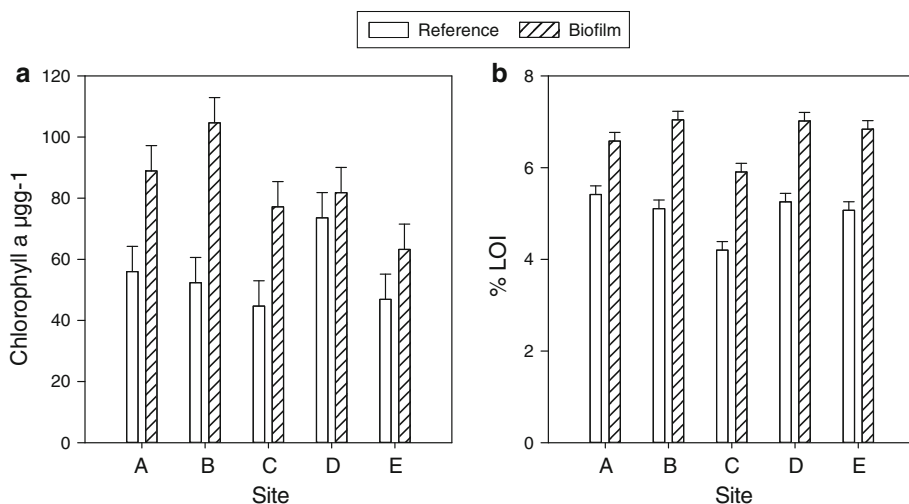 Reference Biofilm
a
120
100
80
60
40
20
0
Chlorophyll a µgg-1
A B C D E
Site
b
8
6
4
2
0
% LOI
A B C D E
Site